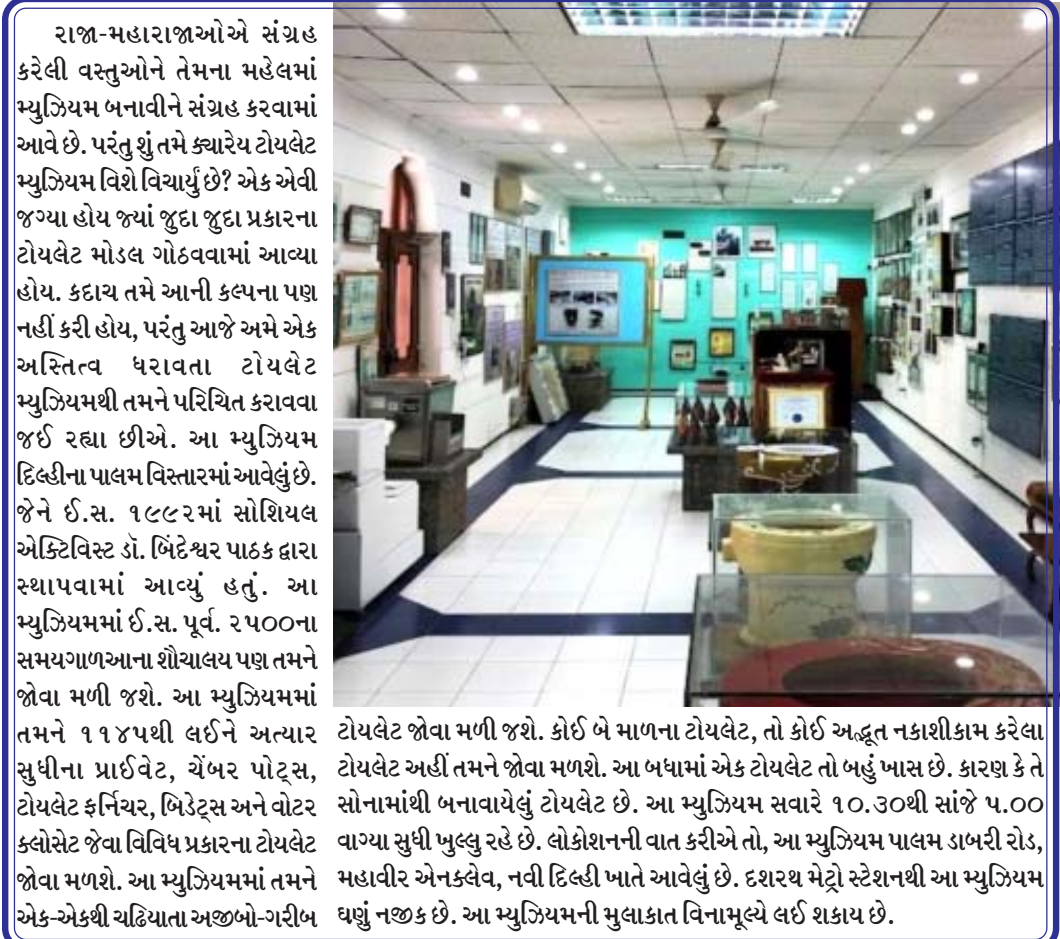 રાજા-મહારાજાઓએ સંગ્રહ
કરેલી વસ્તુઓને તેમના મહેલમાં
મ્યુઝિયમ બનાવીને સંગ્રહ કરવામાં
આવે છે. પરંતુ શું તમે ક્યારેય ટોયલેટ
મ્યુઝિયમ વિશે વિચાર્યું છે? એક એવી
જગ્યા હોય જ્યાં જુદા જુદા પ્રકારના
ટોયલેટ મોડલ ગોઠવવામાં આવ્યા
હોય. કદાચ તમે આની કલ્પના પણ
નહીં કરી હોય, પરંતુ આજે અમે એક
અસ્તિત્વ ધરાવતા ટોયલેટ
મ્યુઝિયમથી તમને પરિચિત કરાવવા
જઈ રહ્યા છીએ. આ મ્યુઝિયમ
દિલ્હીના પાલમ વિસ્તારમાં આવેલું છે.
જેને ઈ.સ. ૧૯૯૨માં સોશિયલ
એક્ટિવિસ્ટ ડૉ. બિંદેશ્વર પાઠક દ્વારા
સ્થાપવામાં આવ્યું હતું. આ
મ્યુઝિયમમાં ઈ.સ. પૂર્વ. ૨૫૦૦ના
સમયગાળઆના શૌચાલય પણ તમને
જોવા મળી જશે. આ મ્યુઝિયમમાં
તમને ૧૧૪૫થી લઈને અત્યાર
સુધીના પ્રાઈવેટ, ચેંબર પોટ્સ,
ટોયલેટ ફર્નિચર, બિડેટ્સ અને વોટર
ક્લોસેટ જેવા વિવિધ પ્રકારના ટોયલેટ
જોવા મળશે. આ મ્યુઝિયમમાં તમને
એક-એકથી ચઢિયાતા અજીબો-ગરીબ
ટોયલેટ જોવા મળી જશે. કોઈ બે માળના ટોયલેટ, તો કોઈ અદ્ભૂત નકાશીકામ કરેલા
ટોયલેટ અહીં તમને જોવા મળશે. આ બધામાં એક ટોયલેટ તો બહું ખાસ છે. કારણ કે તે
સોનામાંથી બનાવાયેલું ટોયલેટ છે. આ મ્યુઝિયમ સવારે ૧૦.૩૦થી સાંજે ૫.૦૦
વાગ્યા સુધી ખુલ્લુ રહે છે. લોકોશનની વાત કરીએ તો, આ મ્યુઝિયમ પાલમ ડાબરી રોડ,
મહાવીર એનક્લેવ, નવી દિલ્હી ખાતે આવેલું છે. દશરથ મેટ્રો સ્ટેશનથી આ મ્યુઝિયમ
ઘણું નજીક છે. આ મ્યુઝિયમની મુલાકાત વિનામૂલ્યે લઈ શકાય છે.